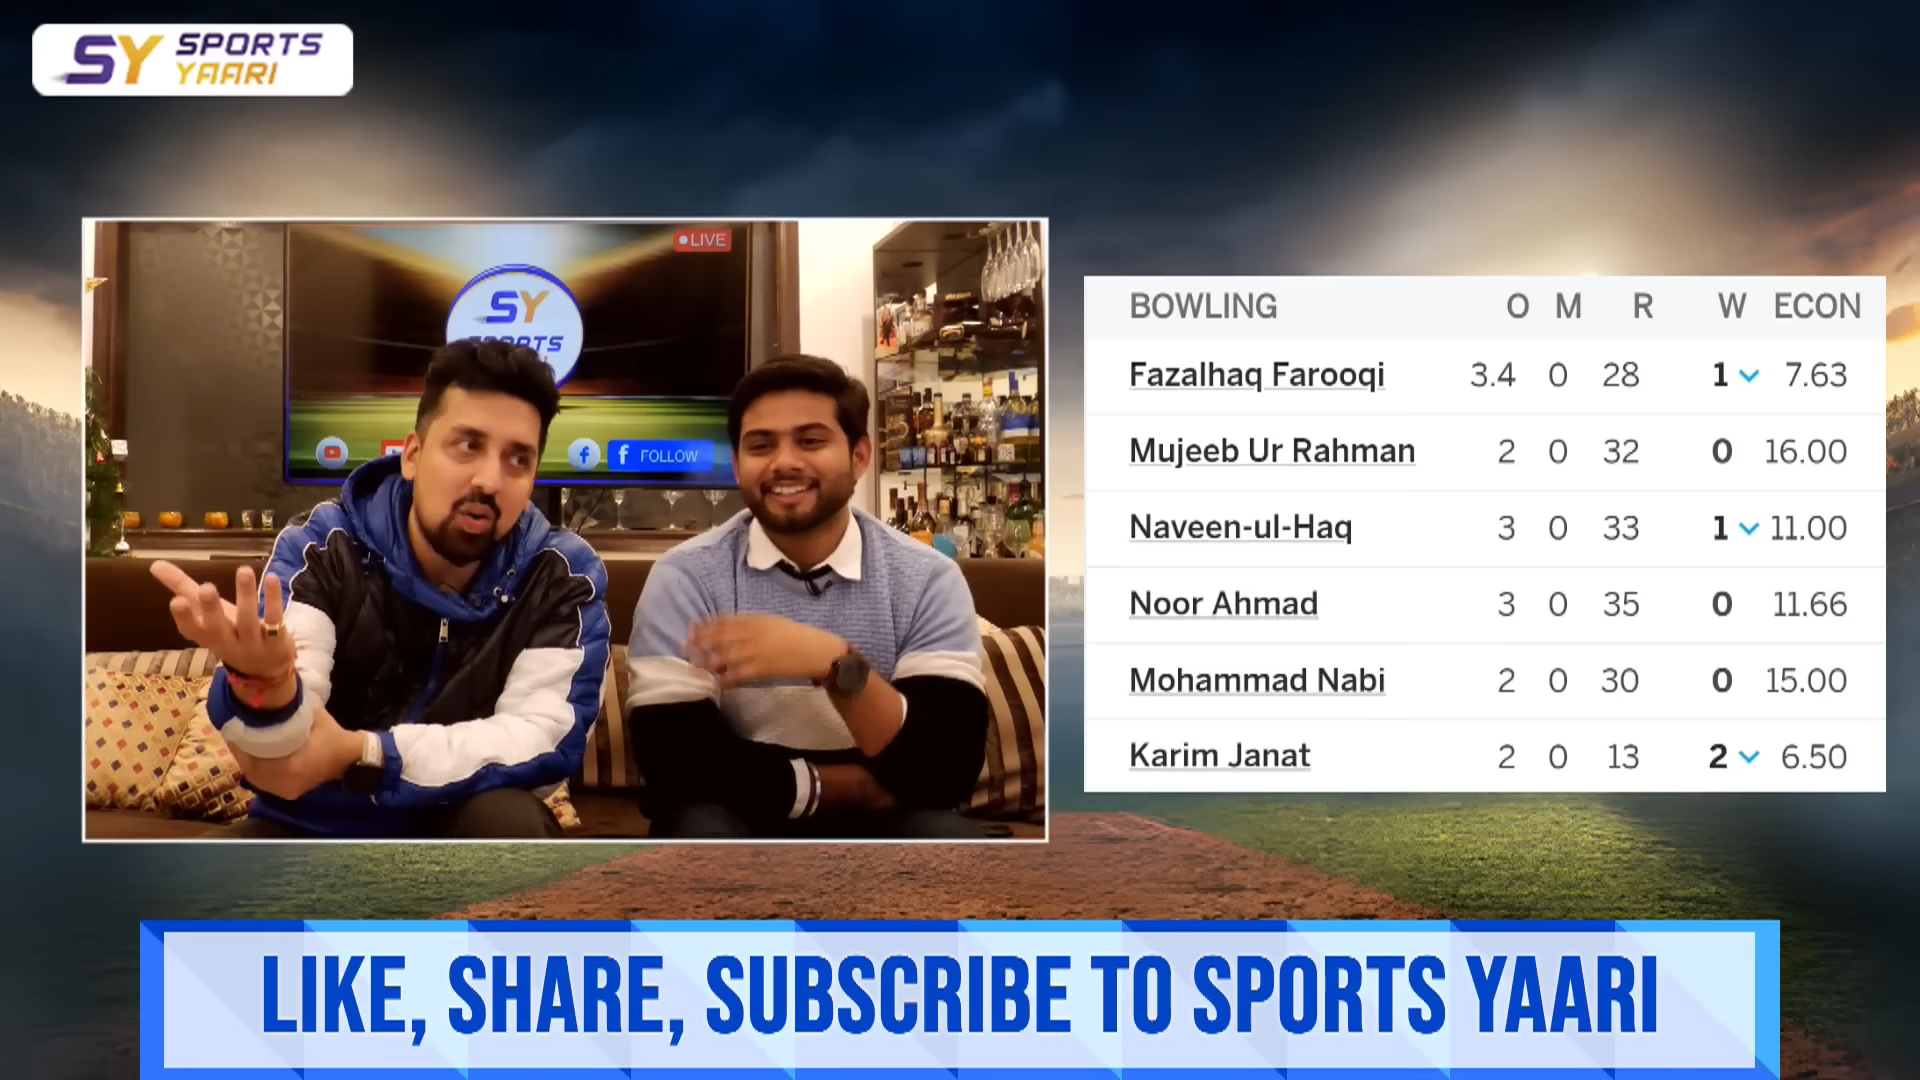 SY SPORTS
YAARI
LIVE
SY
SPORTS
f FOLLOW
BOWLING O M R W ECON
Fazalhaq Farooqi 3.4 0 28 1 7.63
Mujeeb Ur Rahman 2 0 32 0 16.00
Naveen-ul-Haq 3 0 33 1 11.00
Noor Ahmad 3 0 35 0 11.66
Mohammad Nabi 2 0 30 0 15.00
Karim Janat 2 0 13 2 6.50
LIKE, SHARE, SUBSCRIBE TO SPORTS YAARI